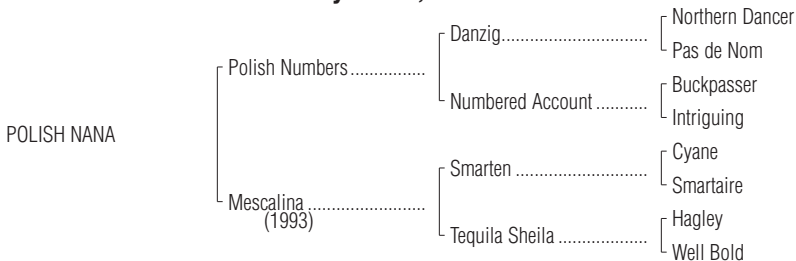 Northern Dancer
Danzig................................
Pas de Nom
Polish Numbers................
Buckpasser
Numbered Account ...........
Intriguing
POLISH NANA
Cyane
Smarten .............................
Smartaire
Mescalina .........................
(1993)
Hagley
Tequila Sheila ....................
Well Bold